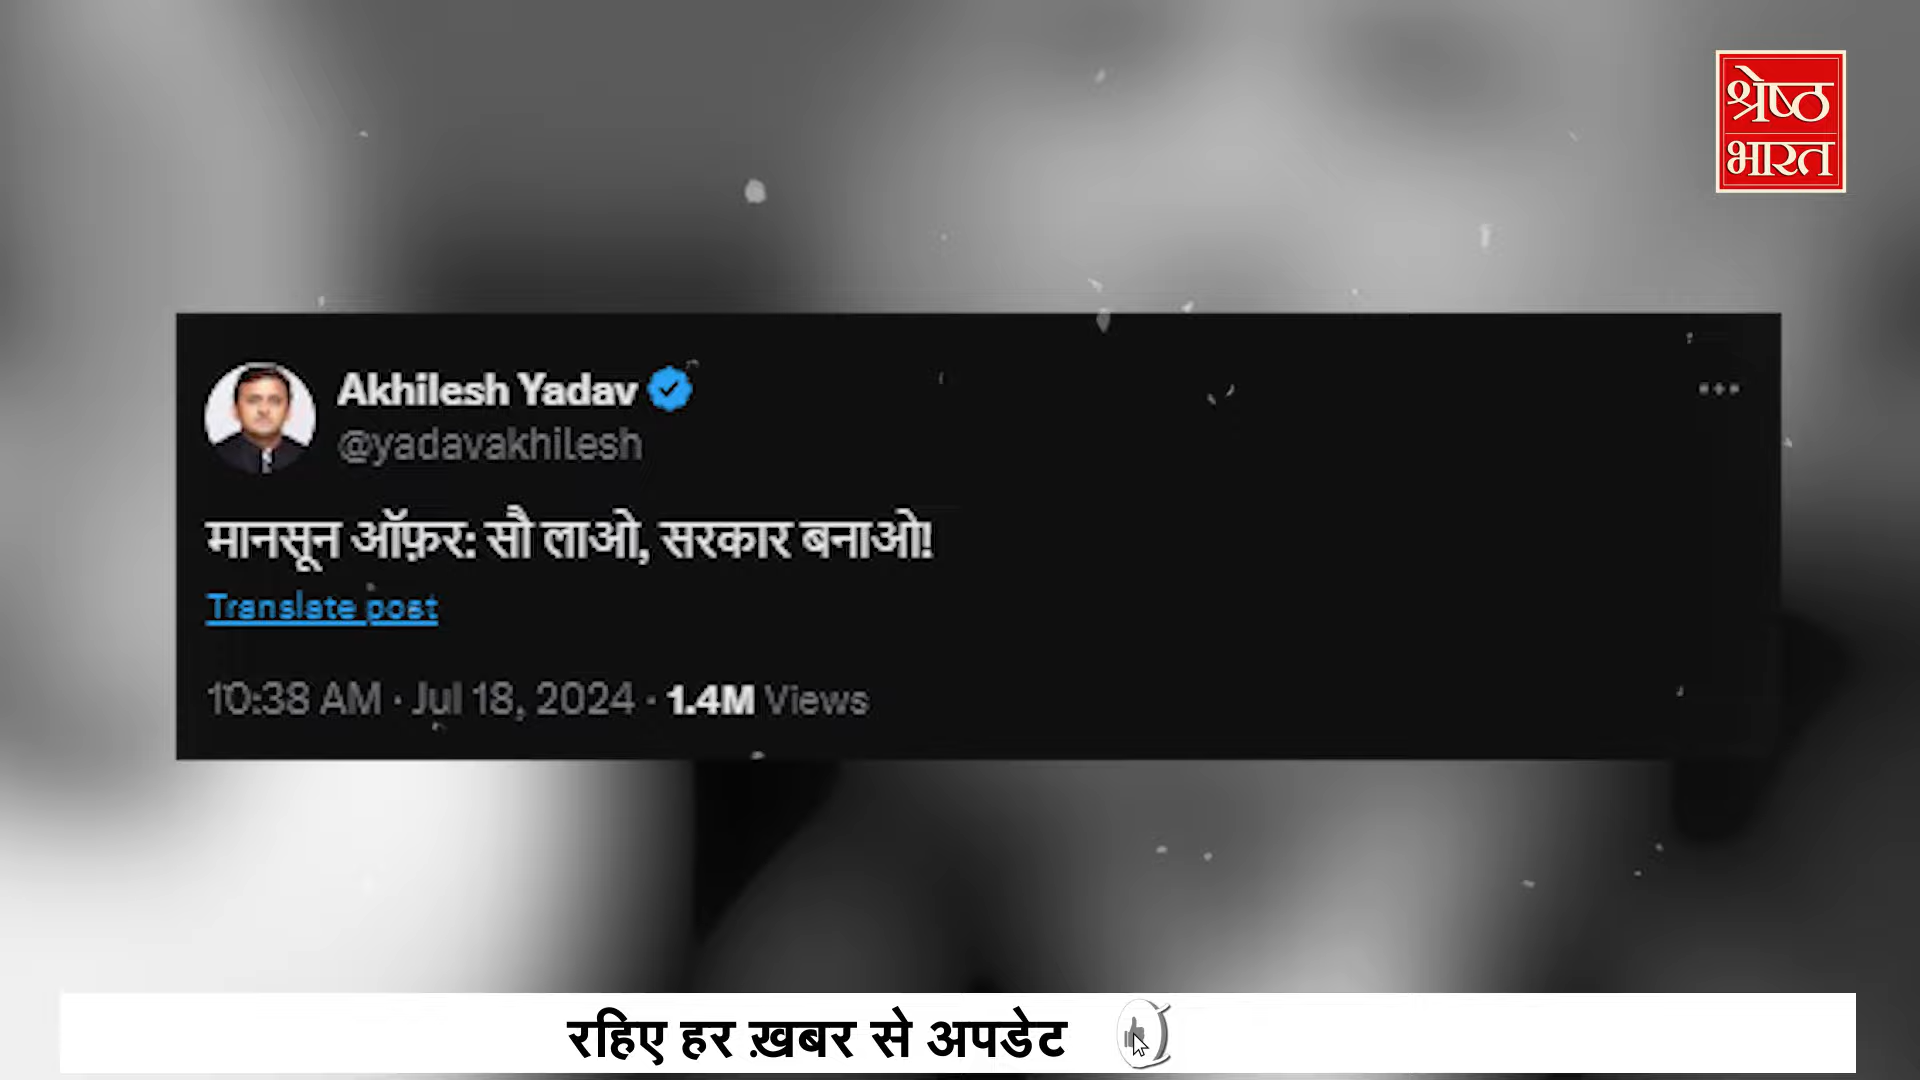 श्रेष्ठ
भारत
Akhilesh Yadav
@yadavakhilesh
मानसून ऑफ़र: सौ लाओ, सरकार बनाओ!
Translate post
10:38 AM · Jul 18, 2024 · 1.4M Views
रहिए हर ख़बर से अपडेट